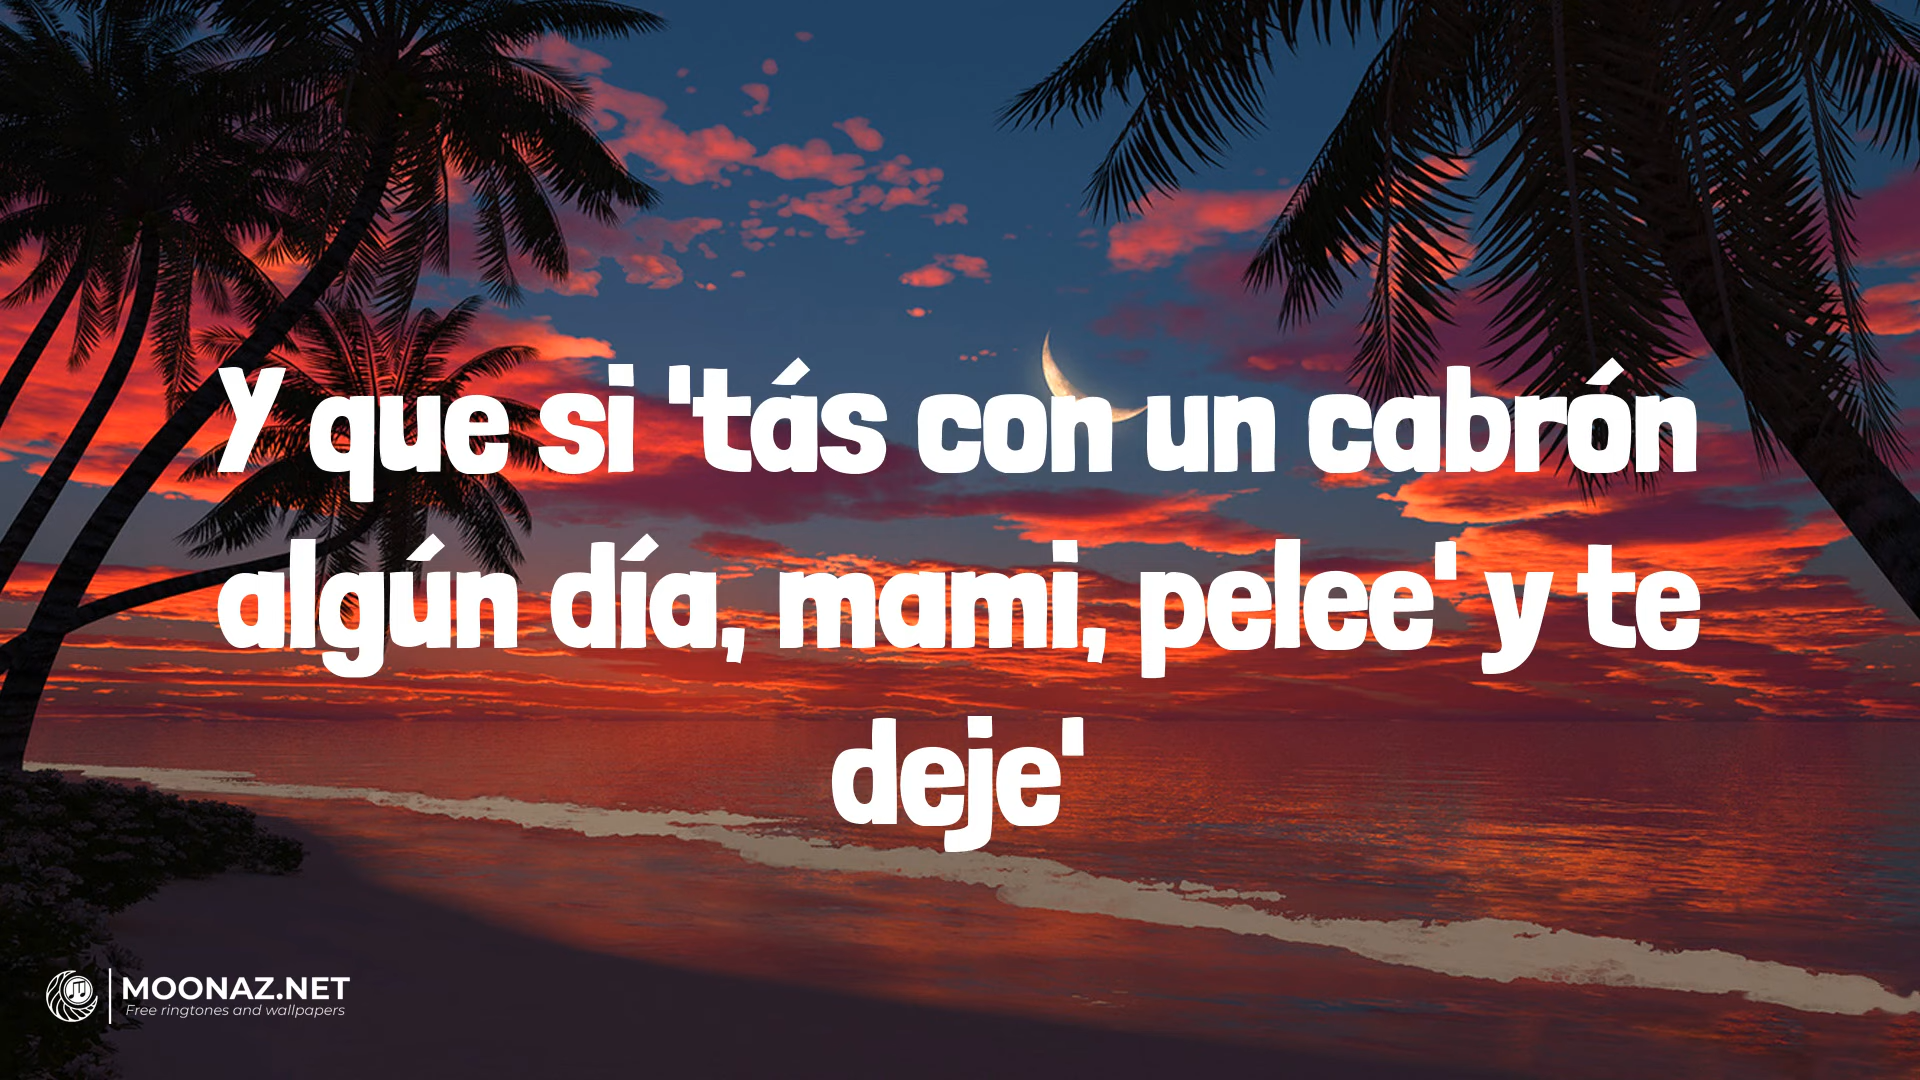 Y que si 'tás con un cabrón
algún día, mami, pelee' y te
deje'
MOONAZ.NET
Free ringtones and wallpapers